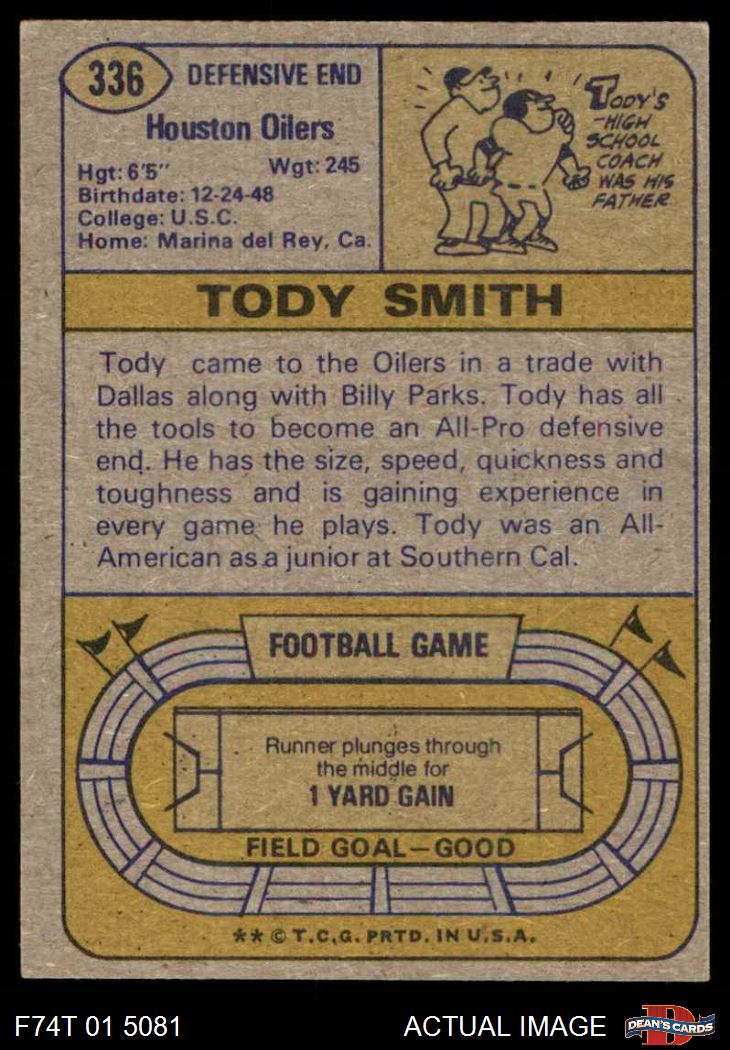 336
DEFENSIVE END
Houston Oilers
Hgt: 6'5" Wgt: 245
Birthdate: 12-24-48
College: U.S.C.
Home: Marina del Rey, Ca.
TODY'S
HIGH
SCHOOL
COACH
WAS HIS
FATHER
TODY SMITH
Tody came to the Oilers in a trade with
Dallas along with Billy Parks. Tody has all
the tools to become an All-Pro defensive
end. He has the size, speed, quickness and
toughness and is gaining experience in
every game he plays. Tody was an All-
American as a junior at Southern Cal.
FOOTBALL GAME
Runner plunges through
the middle for
1 YARD GAIN
FIELD GOAL—GOOD
** © T.C.G. PRTD. IN U.S.A.
F74T 01 5081
ACTUAL IMAGE
D
DEAN'S CARDS